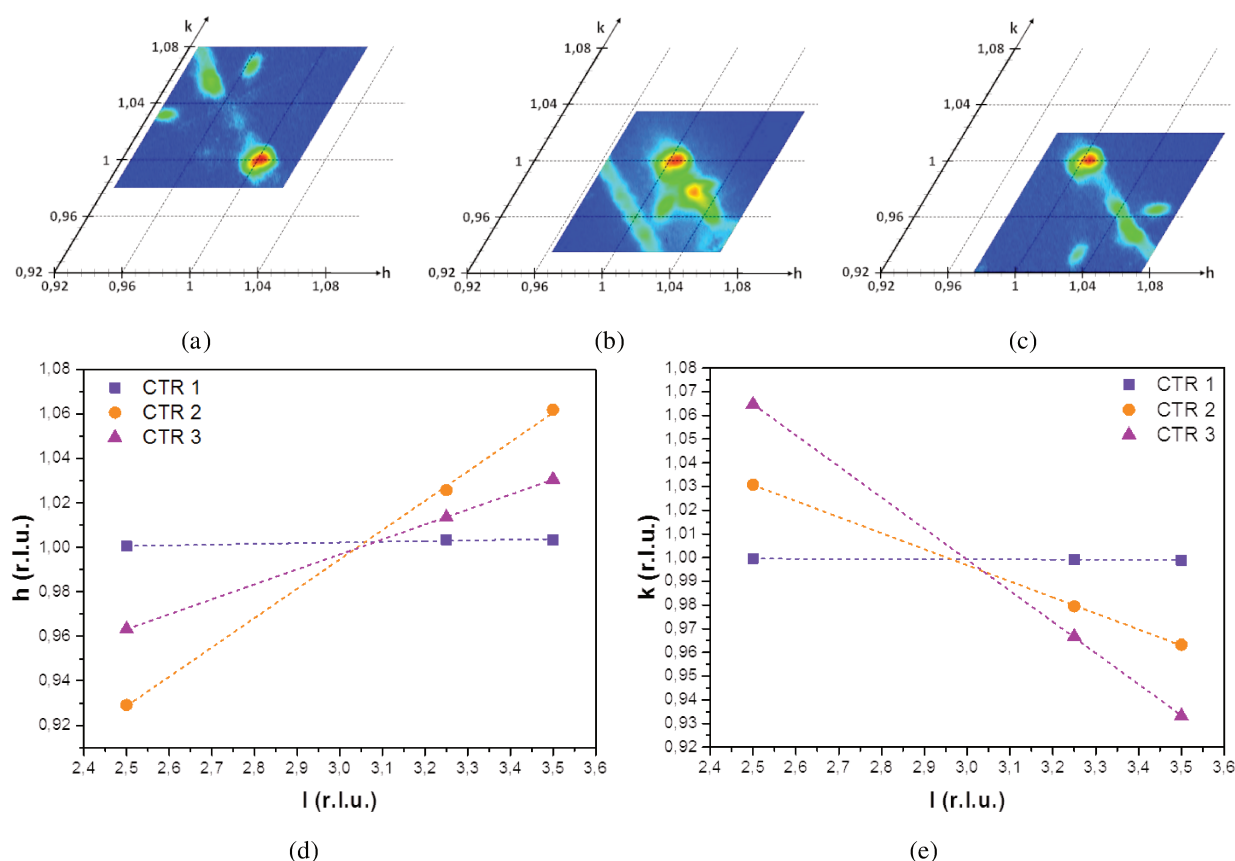 k
1,08
1,04
1
0,96
0,92
0,92 0,96 1 1,04 1,08 h
(a)
k
1,08
1,04
1
0,96
0,92
0,92 0,96 1 1,04 1,08 h
(b)
k
1,08
1,04
1
0,96
0,92
0,92 0,96 1 1,04 1,08 h
(c)
1,08
1,06
1,04
1,02
1,00
0,98
0,96
0,94
0,92
h (r.l.u.)
CTR 1
CTR 2
CTR 3
2,4 2,5 2,6 2,7 2,8 2,9 3,0 3,1 3,2 3,3 3,4 3,5 3,6
l (r.l.u.)
(d)
1,08
1,07
1,06
1,05
1,04
1,03
1,02
1,01
1,00
0,99
0,98
0,97
0,96
0,95
0,94
0,93
0,92
k (r.l.u.)
CTR 1
CTR 2
CTR 3
2,4 2,5 2,6 2,7 2,8 2,9 3,0 3,1 3,2 3,3 3,4 3,5 3,6
l (r.l.u.)
(e)